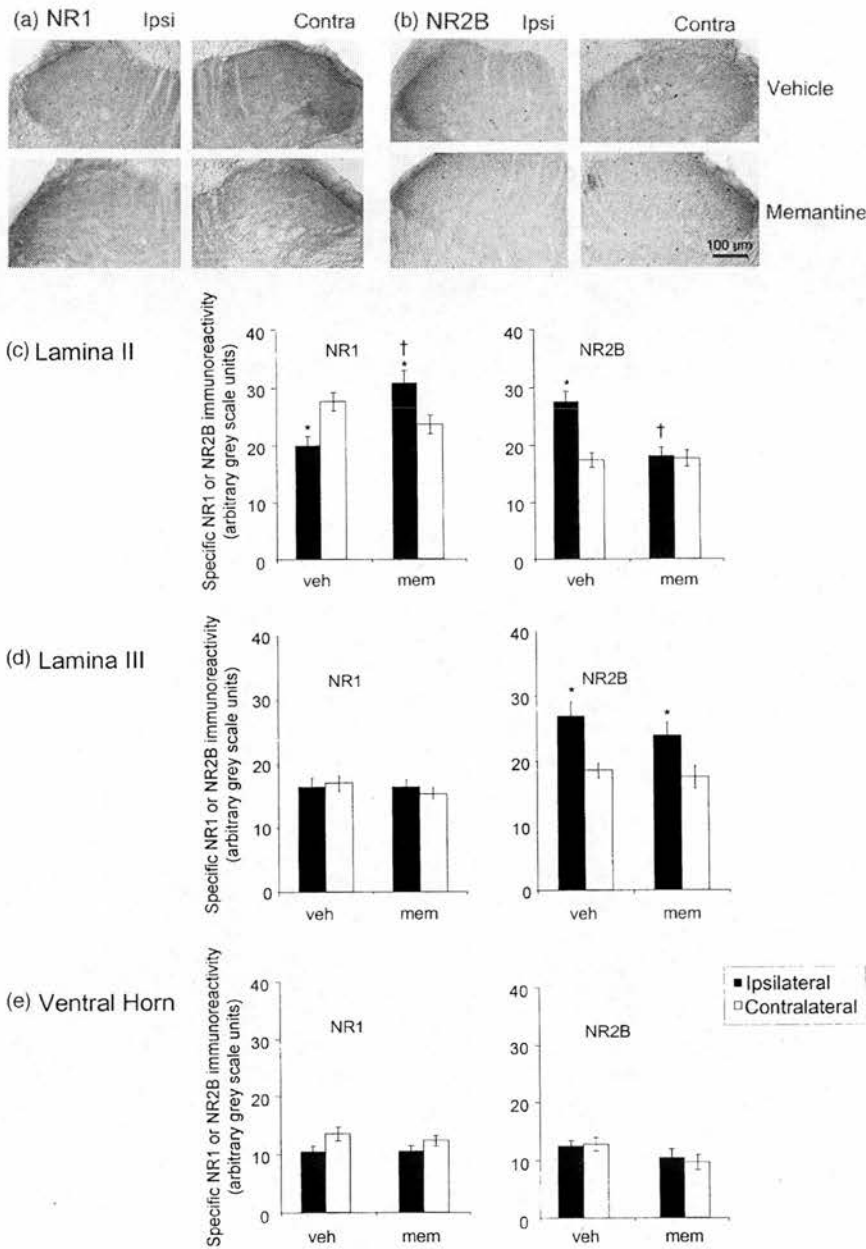 (a) NR1 Ipsi Contra (b) NR2B Ipsi Contra
Vehicle
Memantine
100 µm
(c) Lamina II
Specific NR1 or NR2B immunoreactivity
(arbitrary grey scale units)
NR1
40
30
20
10
0
* † *
veh mem
NR2B
40
30
20
10
0
* †
veh mem
(d) Lamina III
Specific NR1 or NR2B immunoreactivity
(arbitrary grey scale units)
NR1
40
30
20
10
0
veh mem
NR2B
40
30
20
10
0
* *
veh mem
(e) Ventral Horn
Specific NR1 or NR2B immunoreactivity
(arbitrary grey scale units)
NR1
40
30
20
10
0
veh mem
NR2B
40
30
20
10
0
veh mem
Ipsilateral
Contralateral